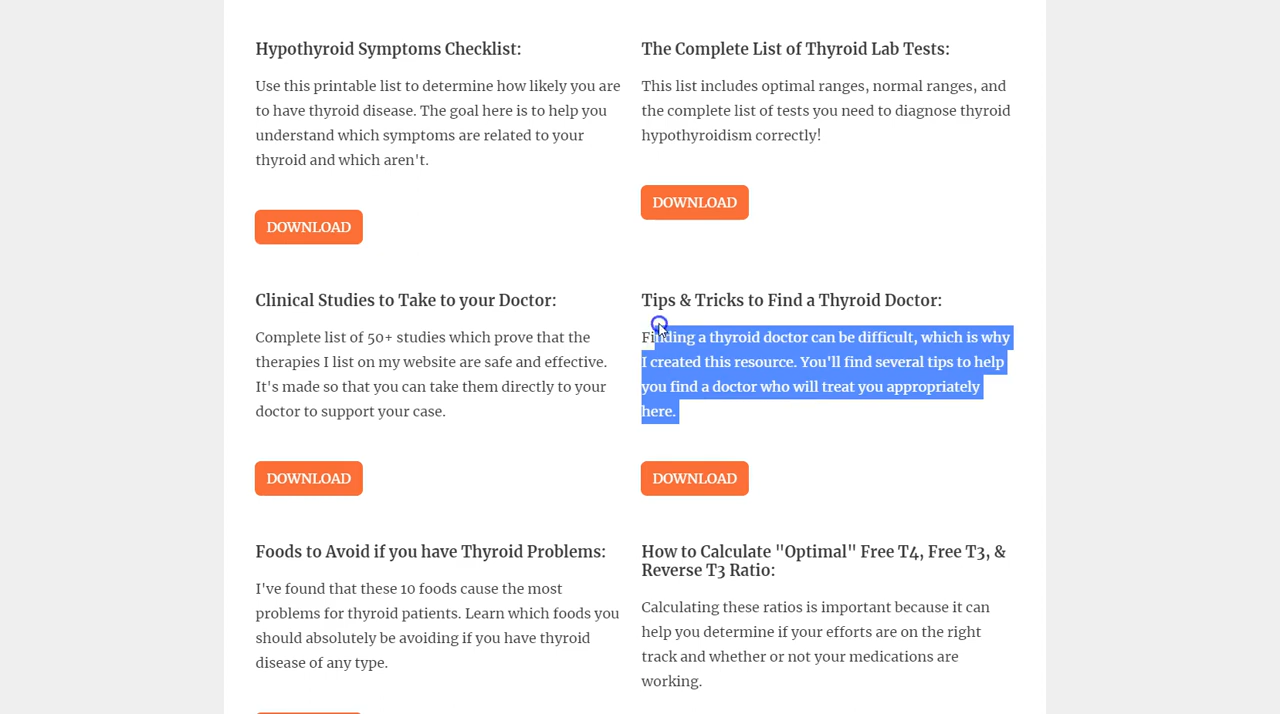 Hypothyroid Symptoms Checklist:
Use this printable list to determine how likely you are
to have thyroid disease. The goal here is to help you
understand which symptoms are related to your
thyroid and which aren't.
DOWNLOAD
The Complete List of Thyroid Lab Tests:
This list includes optimal ranges, normal ranges, and
the complete list of tests you need to diagnose thyroid
hypothyroidism correctly!
DOWNLOAD
Clinical Studies to Take to your Doctor:
Complete list of 50+ studies which prove that the
therapies I list on my website are safe and effective.
It's made so that you can take them directly to your
doctor to support your case.
DOWNLOAD
Tips & Tricks to Find a Thyroid Doctor:
Finding a thyroid doctor can be difficult, which is why
I created this resource. You'll find several tips to help
you find a doctor who will treat you appropriately
here.
DOWNLOAD
Foods to Avoid if you have Thyroid Problems:
I've found that these 10 foods cause the most
problems for thyroid patients. Learn which foods you
should absolutely be avoiding if you have thyroid
disease of any type.
How to Calculate "Optimal" Free T4, Free T3, &
Reverse T3 Ratio:
Calculating these ratios is important because it can
help you determine if your efforts are on the right
track and whether or not your medications are
working.